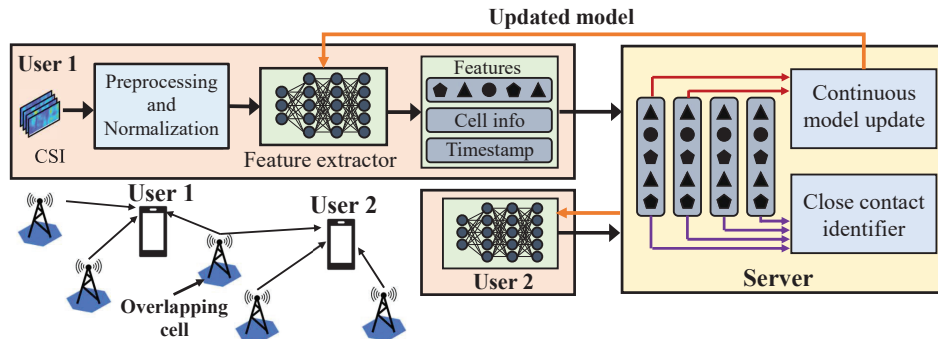 Updated model
User 1
Preprocessing
and
Normalization
CSI
Feature extractor
Features
Cell info
Timestamp
Continuous
model update
Close contact
identifier
Server
User 1
User 2
Overlapping
cell
User 2